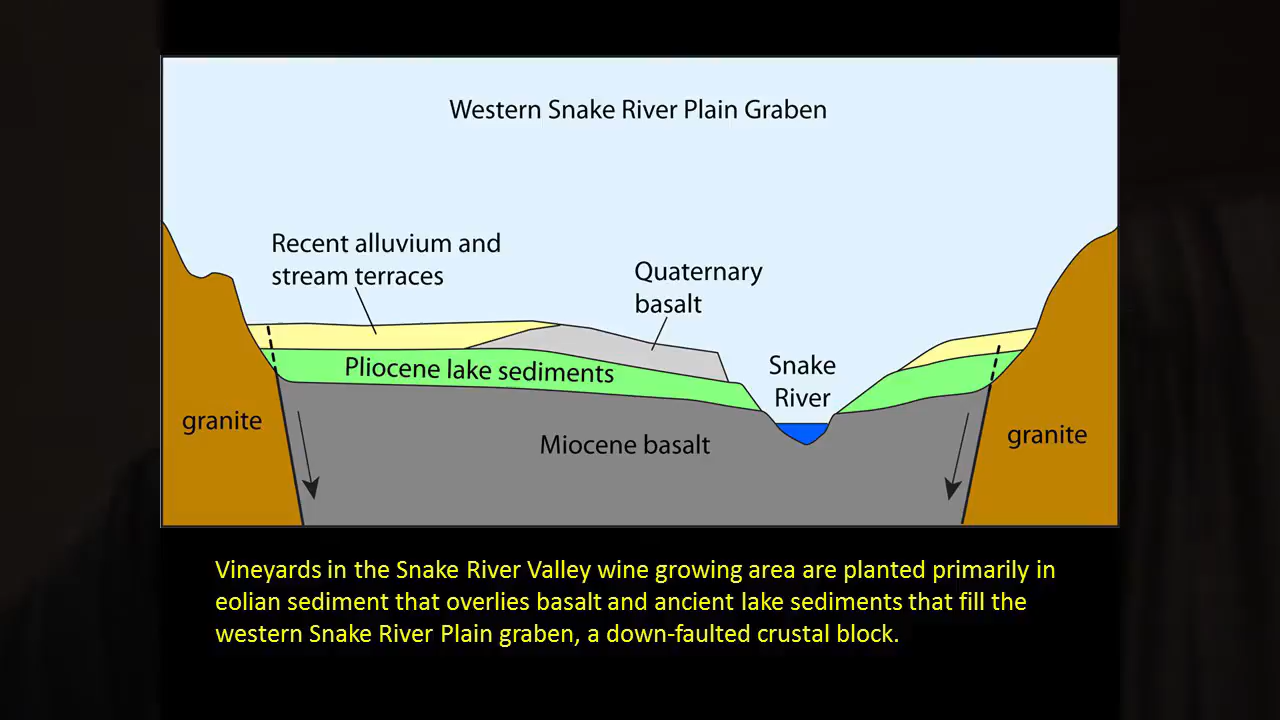 Western Snake River Plain Graben
Recent alluvium and
stream terraces
Quaternary
basalt
Pliocene lake sediments
Snake
River
granite
Miocene basalt
granite
Vineyards in the Snake River Valley wine growing area are planted primarily in
eolian sediment that overlies basalt and ancient lake sediments that fill the
western Snake River Plain graben, a down-faulted crustal block.